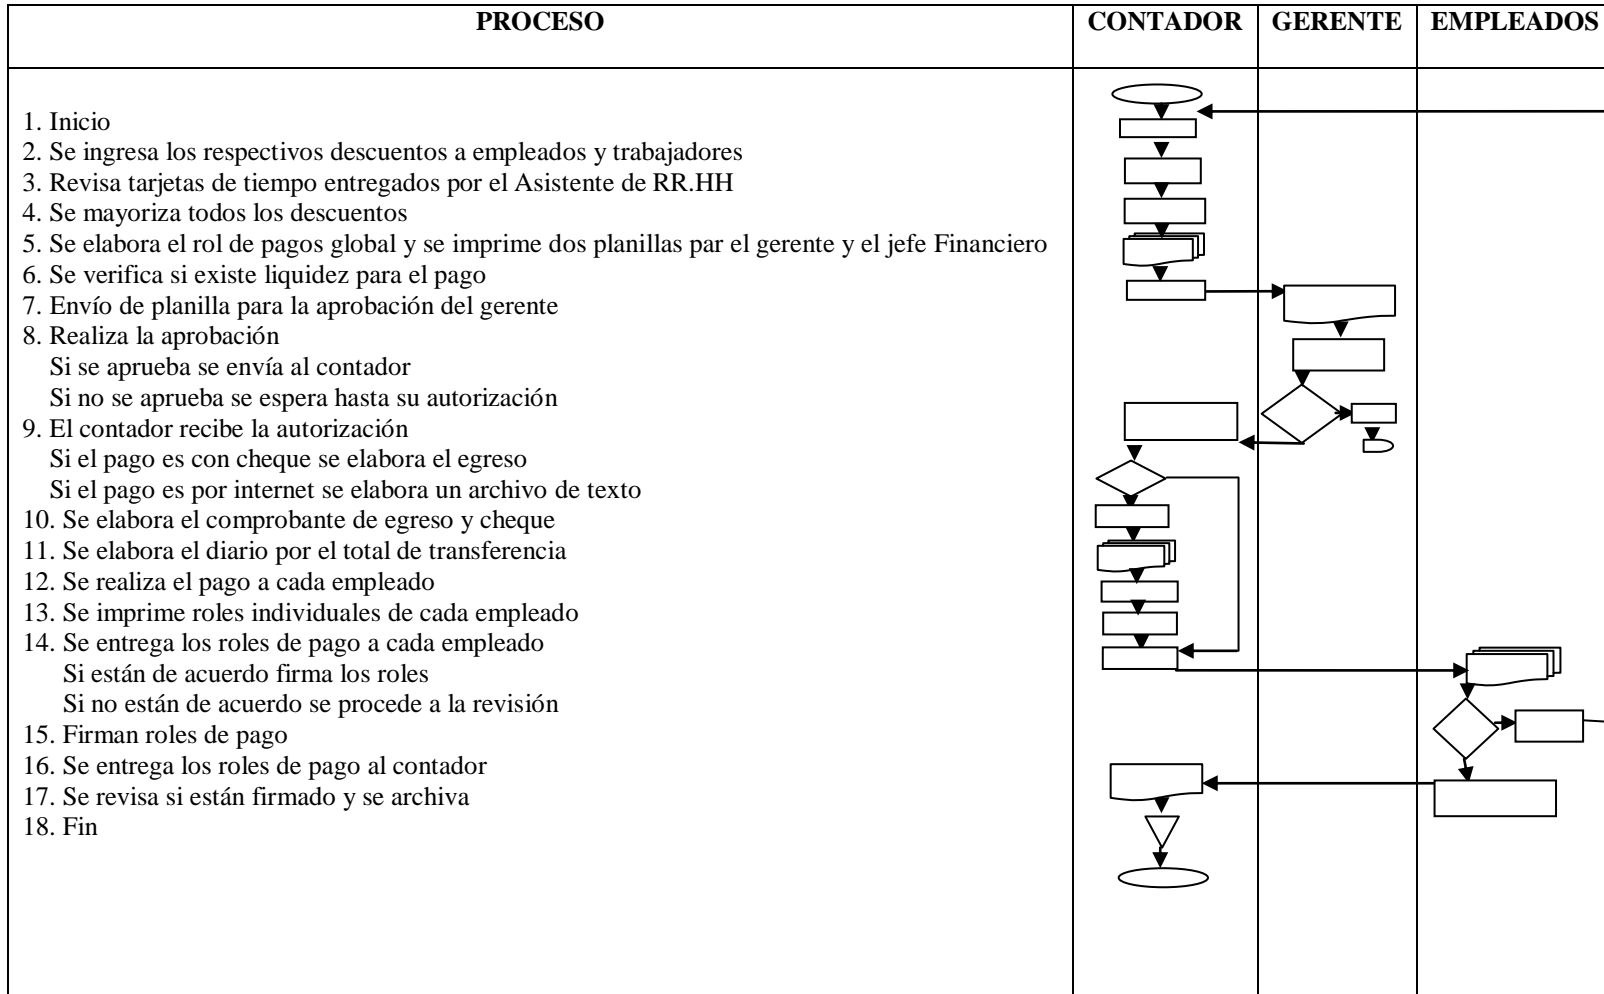 PROCESO CONTADOR GERENTE EMPLEADOS
1. Inicio
2. Se ingresa los respectivos descuentos a empleados y trabajadores
3. Revisa tarjetas de tiempo entregados por el Asistente de RR.HH
4. Se mayoriza todos los descuentos
5. Se elabora el rol de pagos global y se imprime dos planillas par el gerente y el jefe Financiero
6. Se verifica si existe liquidez para el pago
7. Envío de planilla para la aprobación del gerente
8. Realiza la aprobación
Si se aprueba se envía al contador
Si no se aprueba se espera hasta su autorización
9. El contador recibe la autorización
Si el pago es con cheque se elabora el egreso
Si el pago es por internet se elabora un archivo de texto
10. Se elabora el comprobante de egreso y cheque
11. Se elabora el diario por el total de transferencia
12. Se realiza el pago a cada empleado
13. Se imprime roles individuales de cada empleado
14. Se entrega los roles de pago a cada empleado
Si están de acuerdo firma los roles
Si no están de acuerdo se procede a la revisión
15. Firman roles de pago
16. Se entrega los roles de pago al contador
17. Se revisa si están firmado y se archiva
18. Fin